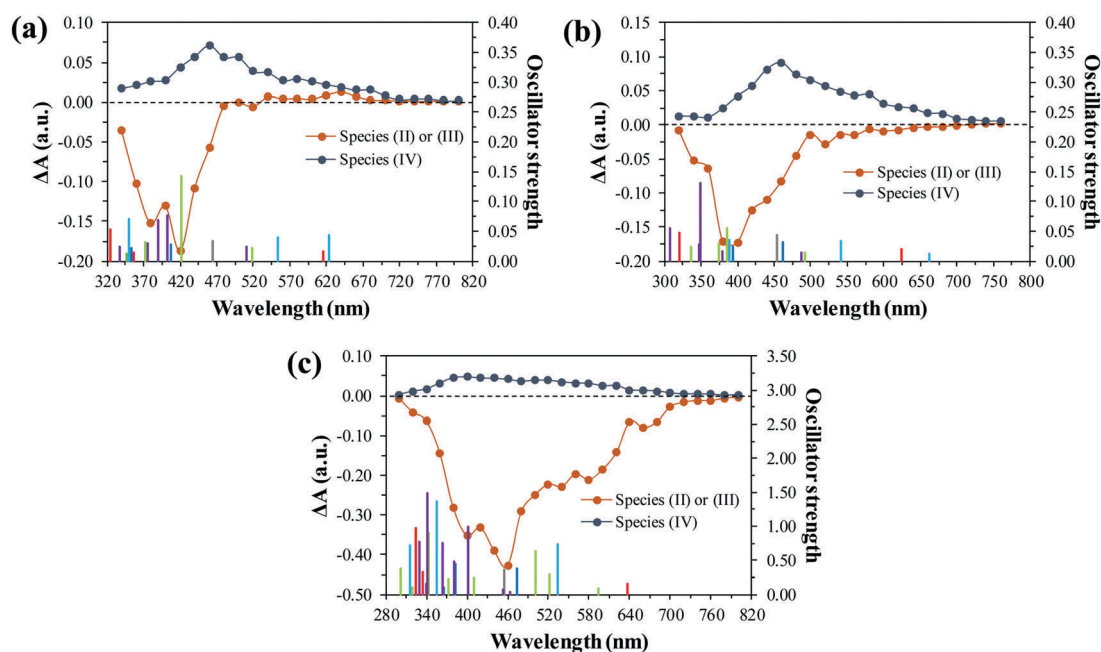 (a)
ΔA (a.u.)
0.10
0.05
0.00
-0.05
-0.10
-0.15
-0.20
0.40
0.35
0.30
0.25
0.20
0.15
0.10
0.05
0.00
Oscillator strength
Species (II) or (III)
Species (IV)
320 370 420 470 520 570 620 670 720 770 820
Wavelength (nm)
(b)
ΔA (a.u.)
0.15
0.10
0.05
0.00
-0.05
-0.10
-0.15
-0.20
0.40
0.35
0.30
0.25
0.20
0.15
0.10
0.05
0.00
Oscillator strength
Species (II) or (III)
Species (IV)
300 350 400 450 500 550 600 650 700 750 800
Wavelength (nm)
(c)
ΔA (a.u.)
0.10
0.00
-0.10
-0.20
-0.30
-0.40
-0.50
3.50
3.00
2.50
2.00
1.50
1.00
0.50
0.00
Oscillator strength
Species (II) or (III)
Species (IV)
280 340 400 460 520 580 640 700 760 820
Wavelength (nm)